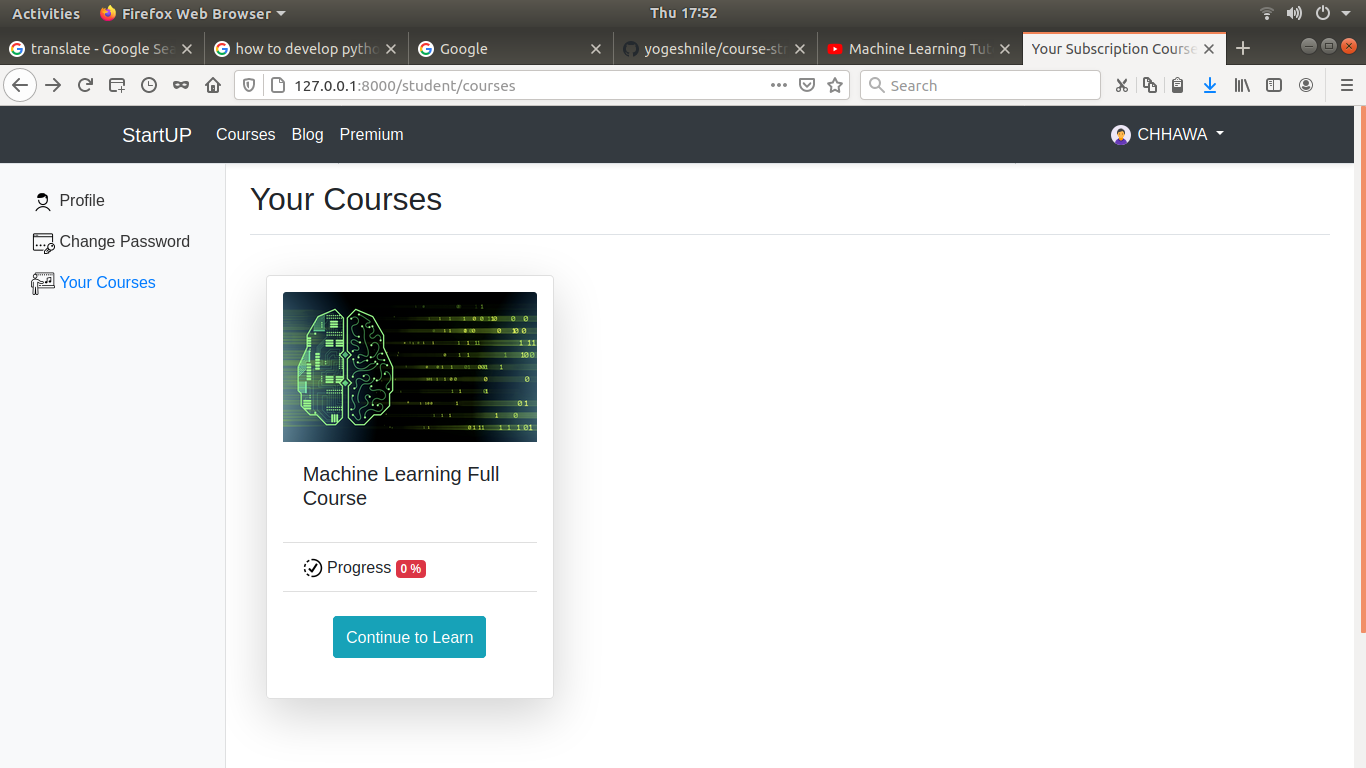 Activities Firefox Web Browser Thu 17:52
translate - Google Sea how to develop pytho Google yogeshnile/course-str Machine Learning Tut Your Subscription Course
127.0.0.1:8000/student/courses Search
StartUP Courses Blog Premium CHHAWA
Profile
Change Password
Your Courses
Your Courses
Machine Learning Full
Course
Progress 0 %
Continue to Learn